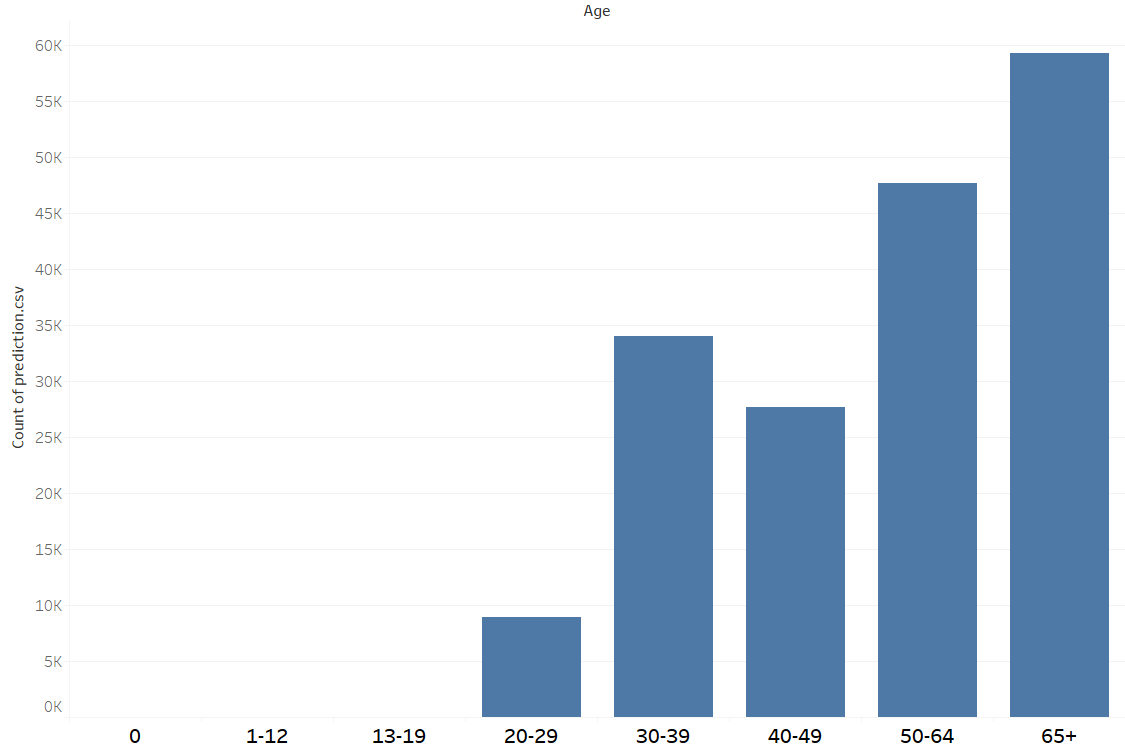 Age
60K
55K
50K
45K
40K
35K
30K
25K
20K
15K
10K
5K
0K
Count of prediction.csv
0 1-12 13-19 20-29 30-39 40-49 50-64 65+